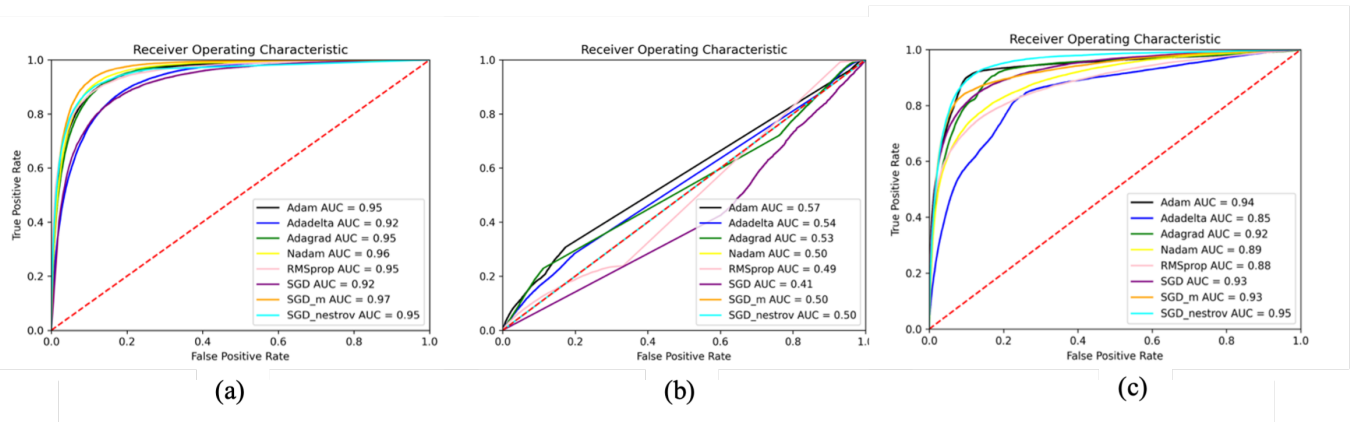 Receiver Operating Characteristic
1.0
0.8
0.6
0.4
0.2
0.0
True Positive Rate
Adam AUC = 0.95
Adadelta AUC = 0.92
Adagrad AUC = 0.95
Nadam AUC = 0.96
RMSprop AUC = 0.95
SGD AUC = 0.92
SGD_m AUC = 0.97
SGD_nestrov AUC = 0.95
0.0 0.2 0.4 0.6 0.8 1.0
False Positive Rate
(a)
Receiver Operating Characteristic
1.0
0.8
0.6
0.4
0.2
0.0
Adam AUC = 0.57
Adadelta AUC = 0.54
Adagrad AUC = 0.53
Nadam AUC = 0.50
RMSprop AUC = 0.49
SGD AUC = 0.41
SGD_m AUC = 0.50
SGD_nestrov AUC = 0.50
0.0 0.2 0.4 0.6 0.8 1.0
False Positive Rate
(b)
Receiver Operating Characteristic
1.0
0.8
0.6
0.4
0.2
0.0
True Positive Rate
Adam AUC = 0.94
Adadelta AUC = 0.85
Adagrad AUC = 0.92
Nadam AUC = 0.89
RMSprop AUC = 0.88
SGD AUC = 0.93
SGD_m AUC = 0.93
SGD_nestrov AUC = 0.95
0.0 0.2 0.4 0.6 0.8 1.0
False Positive Rate
(c)